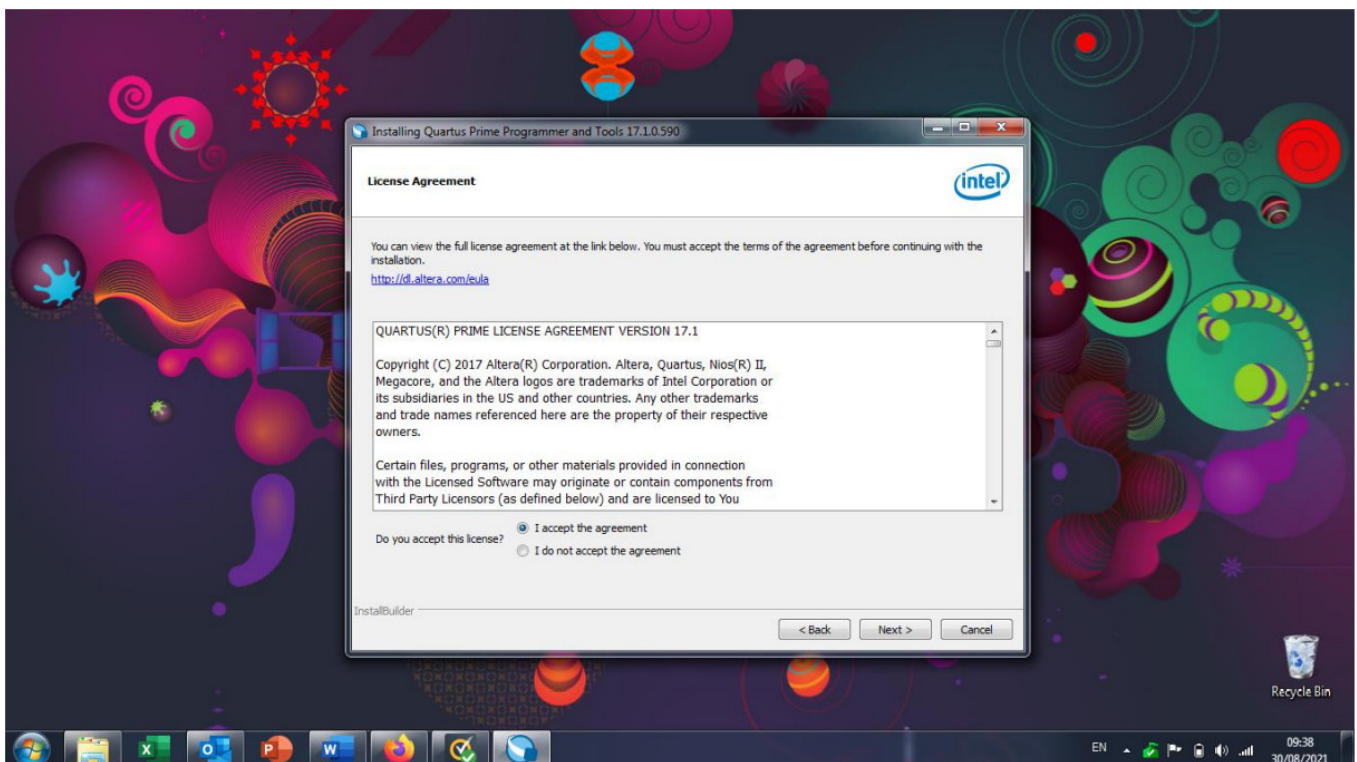 Installing Quartus Prime Programmer and Tools 17.1.0.590
License Agreement
intel
You can view the full license agreement at the link below. You must accept the terms of the agreement before continuing with the
installation.
http://dl.altera.com/eula
QUARTUS(R) PRIME LICENSE AGREEMENT VERSION 17.1
Copyright (C) 2017 Altera(R) Corporation. Altera, Quartus, Nios(R) II,
Megacore, and the Altera logos are trademarks of Intel Corporation or
its subsidiaries in the US and other countries. Any other trademarks
and trade names referenced here are the property of their respective
owners.
Certain files, programs, or other materials provided in connection
with the Licensed Software may originate or contain components from
Third Party Licensors (as defined below) and are licensed to You
Do you accept this license?
I accept the agreement
I do not accept the agreement
InstallBuilder
< Back
Next >
Cancel
Recycle Bin
EN
09:38
30/08/2021